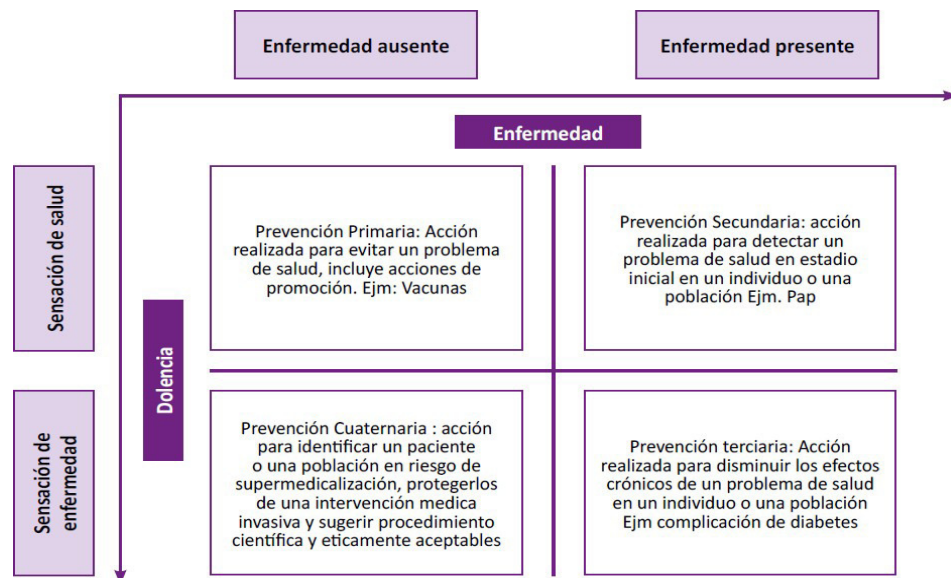 Enfermedad ausente
Enfermedad presente
Enfermedad
Sensación de salud
Dolencia
Sensación de
enfermedad
Prevención Primaria: Acción
realizada para evitar un problema
de salud, incluye acciones de
promoción. Ejm: Vacunas
Prevención Secundaria: acción
realizada para detectar un
problema de salud en estadio
inicial en un individuo o una
población Ejm. Pap
Prevención Cuaternaria : acción
para identificar un paciente
o una población en riesgo de
supermedicalización, protegerlos
de una intervención medica
invasiva y sugerir procedimiento
científica y eticamente aceptables
Prevención terciaria: Acción
realizada para disminuir los efectos
crónicos de un problema de salud
en un individuo o una población
Ejm complicación de diabetes